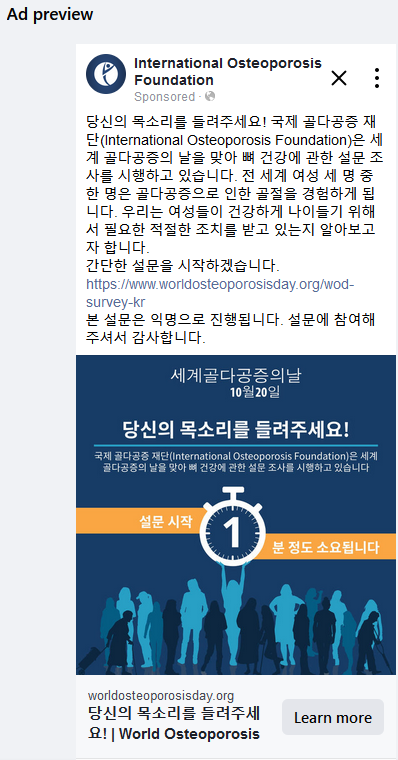 Ad preview
International Osteoporosis
Foundation
Sponsored ·
당신의 목소리를 들려주세요! 국제 골다공증 재
단(International Osteoporosis Foundation)은 세
계 골다공증의 날을 맞아 뼈 건강에 관한 설문 조
사를 시행하고 있습니다. 전 세계 여성 세 명 중
한 명은 골다공증으로 인한 골절을 경험하게 됩
니다. 우리는 여성들이 건강하게 나이들기 위해
서 필요한 적절한 조치를 받고 있는지 알아보고
자 합니다.
간단한 설문을 시작하겠습니다.
https://www.worldosteoporosisday.org/wod-
survey-kr
본 설문은 익명으로 진행됩니다. 설문에 참여해
주셔서 감사합니다.
세계골다공증의날
10월20일
당신의 목소리를 들려주세요!
국제 골다공증 재단(International Osteoporosis Foundation)은 세계
골다공증의 날을 맞아 뼈 건강에 관한 설문 조사를 시행하고 있습니다
설문 시작
1
분 정도 소요됩니다
worldosteoporosisday.org
당신의 목소리를 들려주세
요! | World Osteoporosis
Learn more